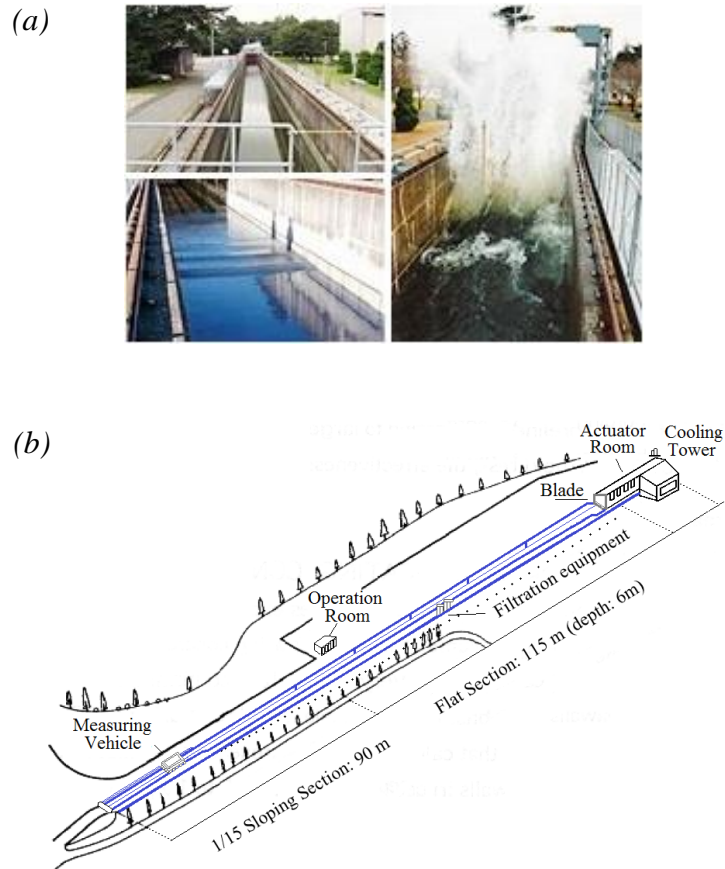 (a)
(b)
Actuator
Room
Cooling
Tower
Blade
Filtration equipment
Operation
Room
Flat Section: 115 m (depth: 6m)
Measuring
Vehicle
1/15 Sloping Section: 90 m